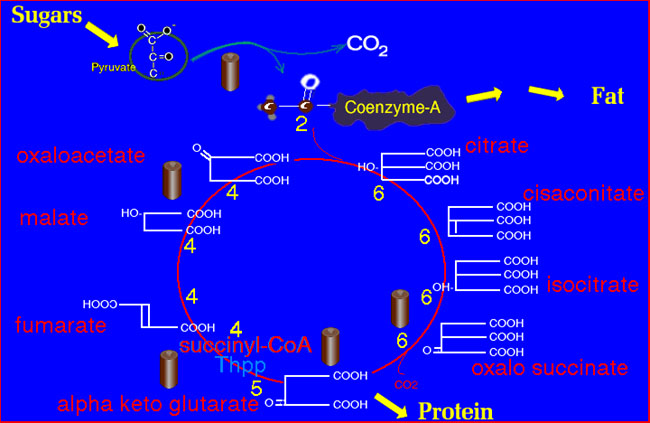 Sugars
O
O
-
C
C=O
C
Pyruvate
CO2
O
C
C
Coenzyme-A
2
Fat
oxaloacetate
O
COOH
COOH
4
citrate
HO-
COOH
COOH
COOH
6
cisaconitate
COOH
COOH
COOH
6
malate
HO-
COOH
COOH
4
isocitrate
OH-
COOH
COOH
COOH
6
fumarate
HOOC
COOH
4
4
succinyl-CoA
Thpp
oxalo succinate
O
COOH
COOH
COOH
6
CO2
alpha keto glutarate
5
O
COOH
COOH
Protein